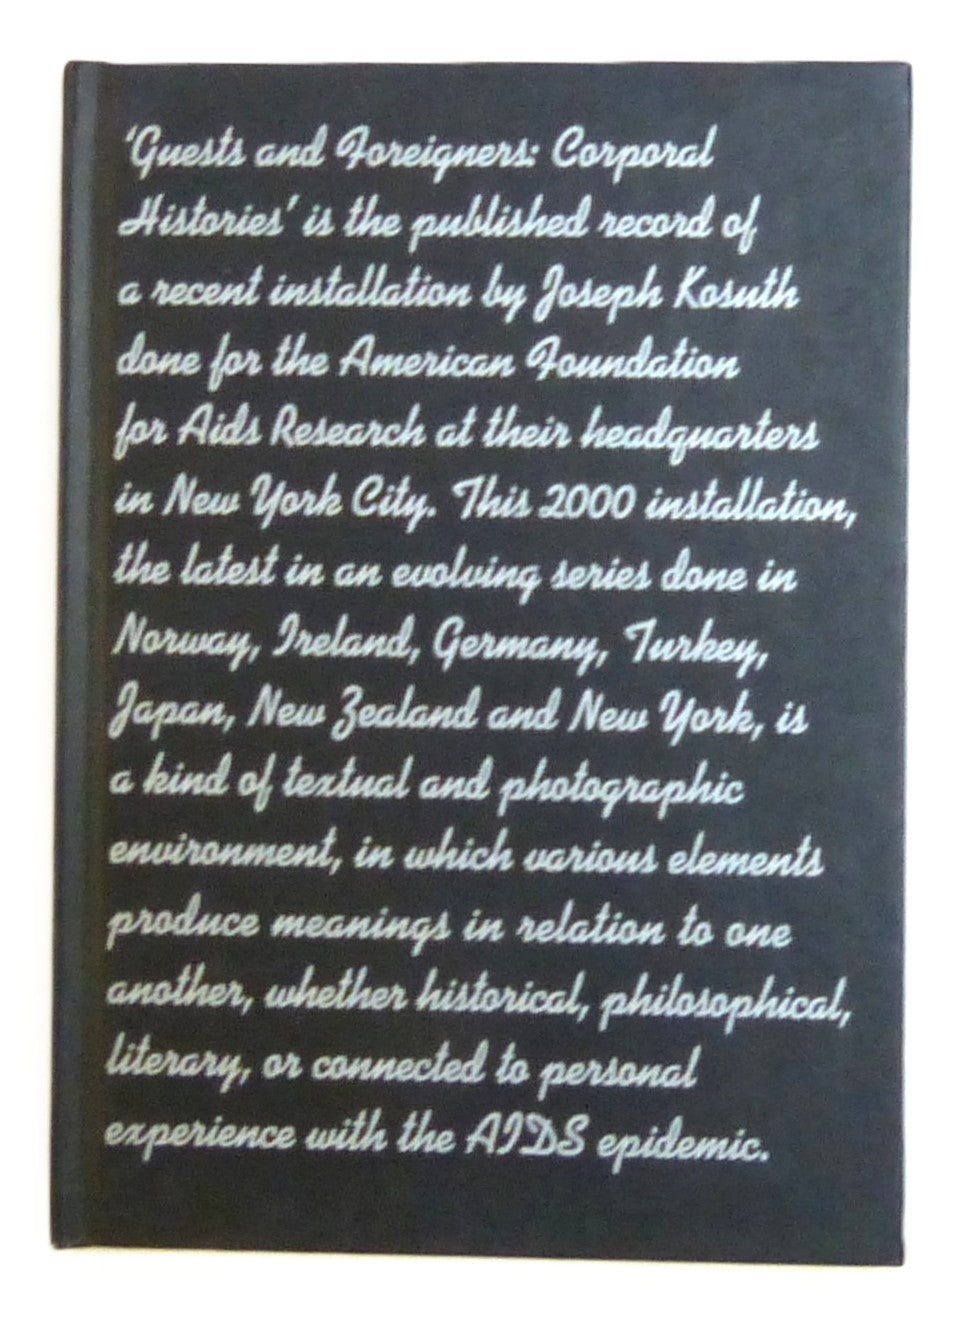 'Guests and Foreigners: Corporal
Histories' is the published record of
a recent installation by Joseph Kosuth
done for the American Foundation
for Aids Research at their headquarters
in New York City. This 2000 installation,
the latest in an evolving series done in
Norway, Ireland, Germany, Turkey,
Japan, New Zealand and New York, is
a kind of textual and photographic
environment, in which various elements
produce meanings in relation to one
another, whether historical, philosophical,
literary, or connected to personal
experience with the AIDS epidemic.